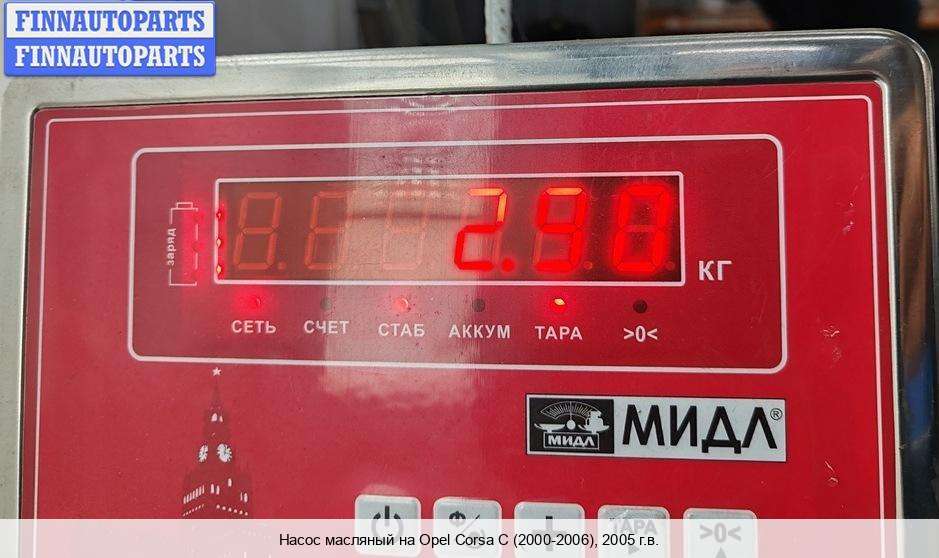 FINNAUTOPARTS
FINNAUTOPARTS
заряд
2.90
КГ
СЕТЬ СЧЕТ СТАБ АККУМ ТАРА >0<
МИДЛ
МИДЛ®
ТАРА >0<
Насос масляный на Opel Corsa C (2000-2006), 2005 г.в.